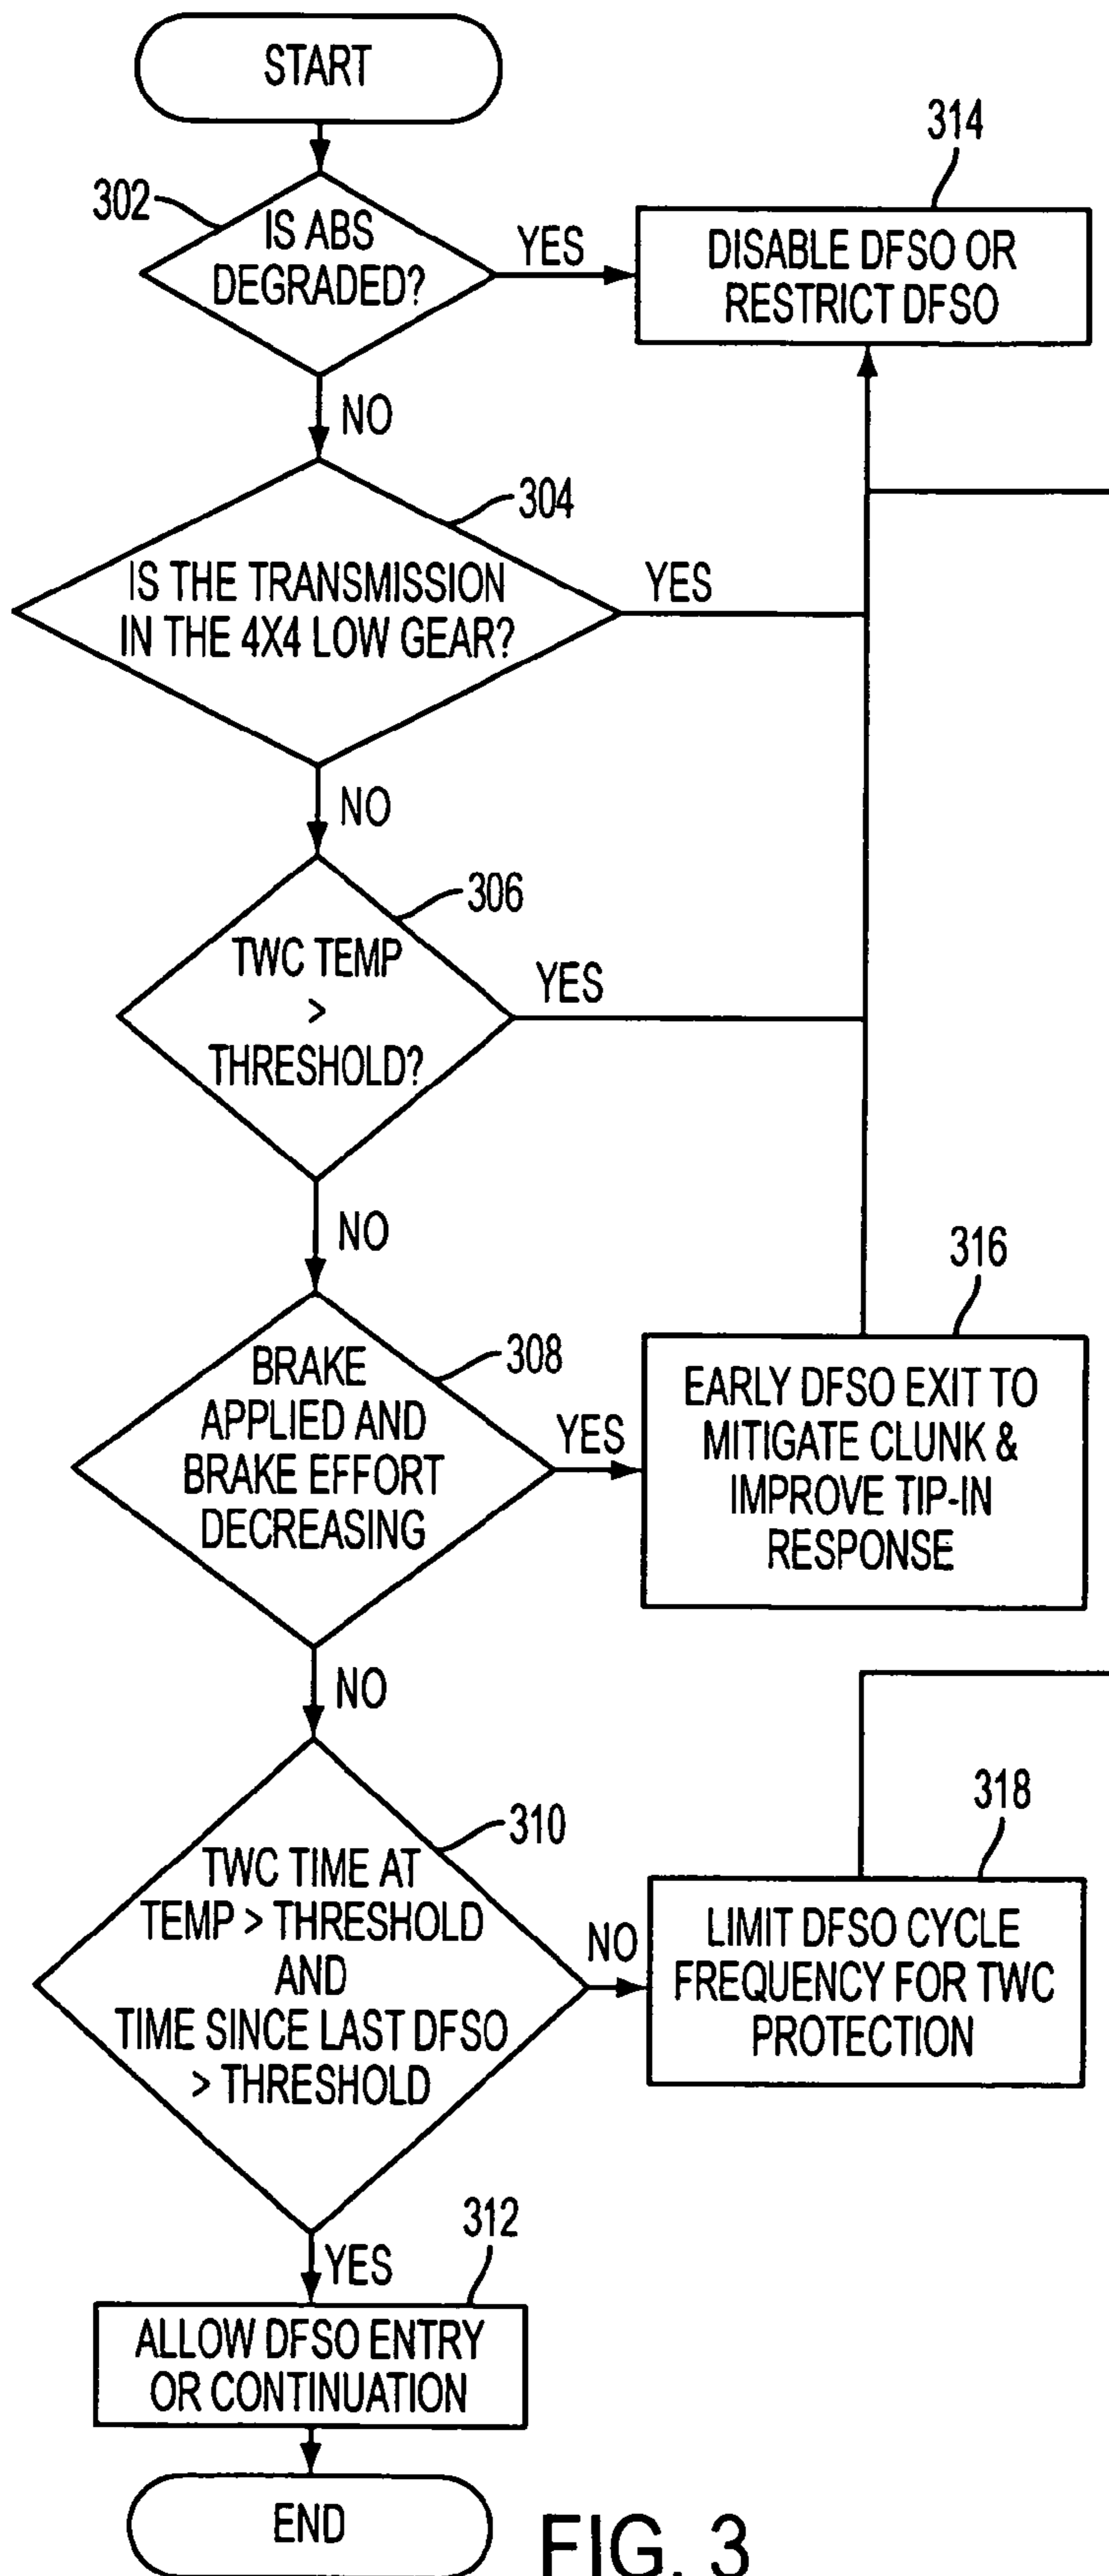 START
314
302
IS ABS
DEGRADED?
YES
DISABLE DFSO OR
RESTRICT DFSO
NO
304
IS THE TRANSMISSION
IN THE 4X4 LOW GEAR?
YES
NO
306
TWC TEMP
>
THRESHOLD?
YES
NO
316
308
BRAKE
APPLIED AND
BRAKE EFFORT
DECREASING
YES
EARLY DFSO EXIT TO
MITIGATE CLUNK &
IMPROVE TIP-IN
RESPONSE
NO
318
310
TWC TIME AT
TEMP > THRESHOLD
AND
TIME SINCE LAST DFSO
> THRESHOLD
NO
LIMIT DFSO CYCLE
FREQUENCY FOR TWC
PROTECTION
312
YES
ALLOW DFSO ENTRY
OR CONTINUATION
END
FIG. 3